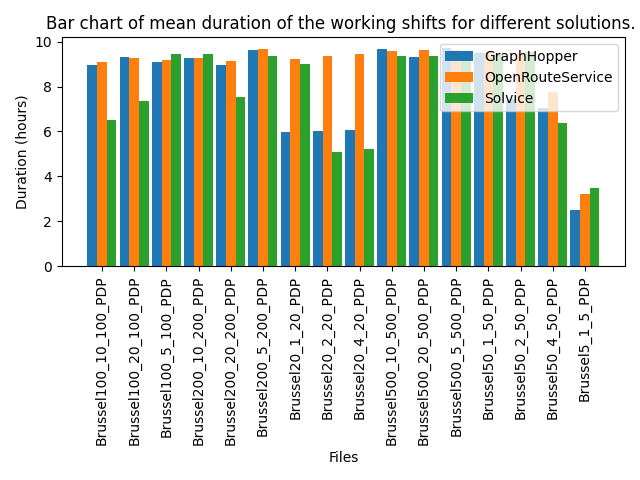 Bar chart of mean duration of the working shifts for different solutions.
GraphHopper
OpenRouteService
Solvice
Duration (hours)
10
8
6
4
2
0
Brussel100_10_100_PDP
Brussel100_20_100_PDP
Brussel100_5_100_PDP
Brussel200_10_200_PDP
Brussel200_20_200_PDP
Brussel200_5_200_PDP
Brussel20_1_20_PDP
Brussel20_2_20_PDP
Brussel20_4_20_PDP
Brussel500_10_500_PDP
Brussel500_20_500_PDP
Brussel500_5_500_PDP
Brussel50_1_50_PDP
Brussel50_2_50_PDP
Brussel50_4_50_PDP
Brussel5_1_5_PDP
Files